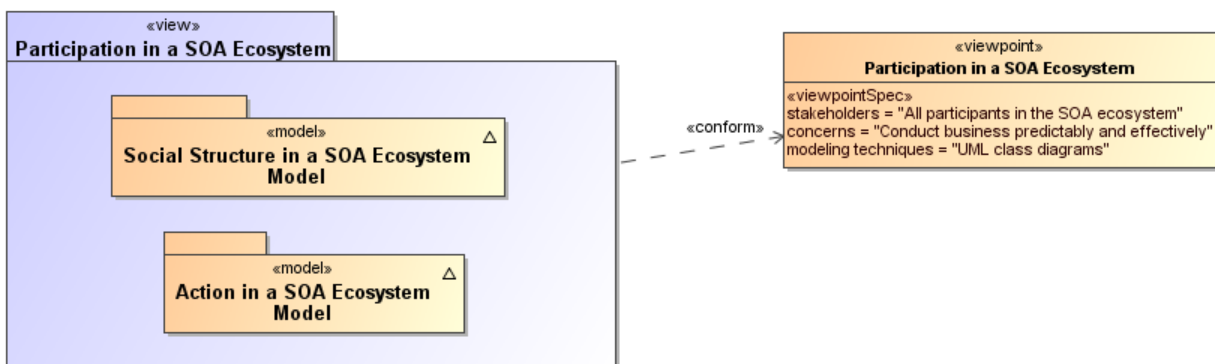 «view»
Participation in a SOA Ecosystem
«model»
Social Structure in a SOA Ecosystem
Model
«model»
Action in a SOA Ecosystem
Model
«conform»
«viewpoint»
Participation in a SOA Ecosystem
«viewpointSpec»
stakeholders = "All participants in the SOA ecosystem"
concerns = "Conduct business predictably and effectively"
modeling techniques = "UML class diagrams"